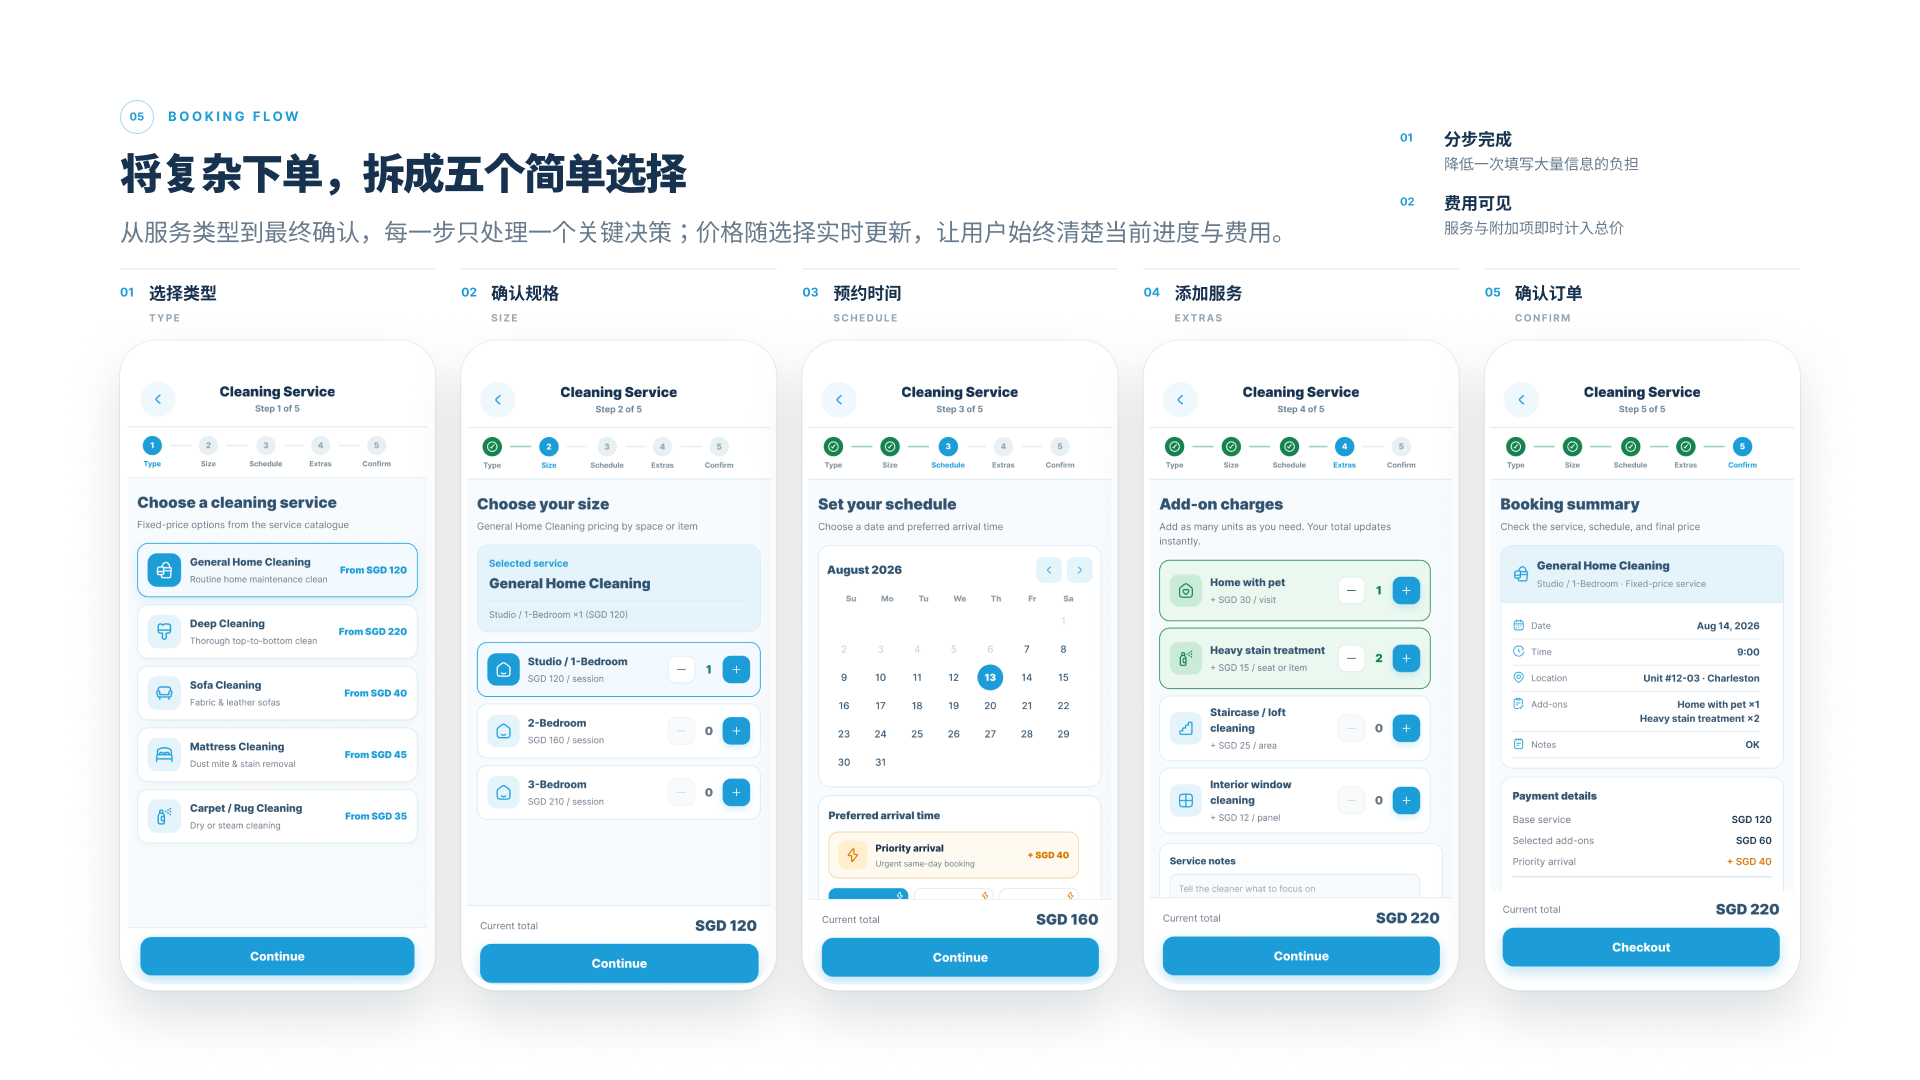 05 BOOKING FLOW
将复杂下单，拆成五个简单选择
从服务类型到最终确认，每一步只处理一个关键决策；价格随选择实时更新，让用户始终清楚当前进度与费用。
01 分步完成
降低一次填写大量信息的负担
02 费用可见
服务与附加项即时计入总价
01 选择类型
TYPE
Cleaning Service
Step 1 of 5
1 2 3 4 5
Type Size Schedule Extras Confirm
Choose a cleaning service
Fixed-price options from the service catalogue
General Home Cleaning
Routine home maintenance clean
From SGD 120
Deep Cleaning
Thorough top-to-bottom clean
From SGD 220
Sofa Cleaning
Fabric & leather sofas
From SGD 40
Mattress Cleaning
Dust mite & stain removal
From SGD 45
Carpet / Rug Cleaning
Dry or steam cleaning
From SGD 35
Continue
02 确认规格
SIZE
Cleaning Service
Step 2 of 5
2 3 4 5
Type Size Schedule Extras Confirm
Choose your size
General Home Cleaning pricing by space or item
Selected service
General Home Cleaning
Studio / 1-Bedroom ×1 (SGD 120)
Studio / 1-Bedroom
SGD 120 / session
− 1 +
2-Bedroom
SGD 160 / session
− 0 +
3-Bedroom
SGD 210 / session
− 0 +
Current total SGD 120
Continue
03 预约时间
SCHEDULE
Cleaning Service
Step 3 of 5
3 4 5
Type Size Schedule Extras Confirm
Set your schedule
Choose a date and preferred arrival time
August 2026
Su Mo Tu We Th Fr Sa
1
2 3 4 5 6 7 8
9 10 11 12 13 14 15
16 17 18 19 20 21 22
23 24 25 26 27 28 29
30 31
Preferred arrival time
Priority arrival
Urgent same-day booking
+ SGD 40
Current total SGD 160
Continue
04 添加服务
EXTRAS
Cleaning Service
Step 4 of 5
4 5
Type Size Schedule Extras Confirm
Add-on charges
Add as many units as you need. Your total updates
instantly.
Home with pet
+ SGD 30 / visit
− 1 +
Heavy stain treatment
+ SGD 15 / seat or item
− 2 +
Staircase / loft
cleaning
+ SGD 25 / area
− 0 +
Interior window
cleaning
+ SGD 12 / panel
− 0 +
Service notes
Tell the cleaner what to focus on
Current total SGD 220
Continue
05 确认订单
CONFIRM
Cleaning Service
Step 5 of 5
5
Type Size Schedule Extras Confirm
Booking summary
Check the service, schedule, and final price
General Home Cleaning
Studio / 1-Bedroom · Fixed-price service
Date Aug 14, 2026
Time 9:00
Location Unit #12-03 · Charleston
Add-ons Home with pet ×1
Heavy stain treatment ×2
Notes OK
Payment details
Base service SGD 120
Selected add-ons SGD 60
Priority arrival + SGD 40
Current total SGD 220
Checkout